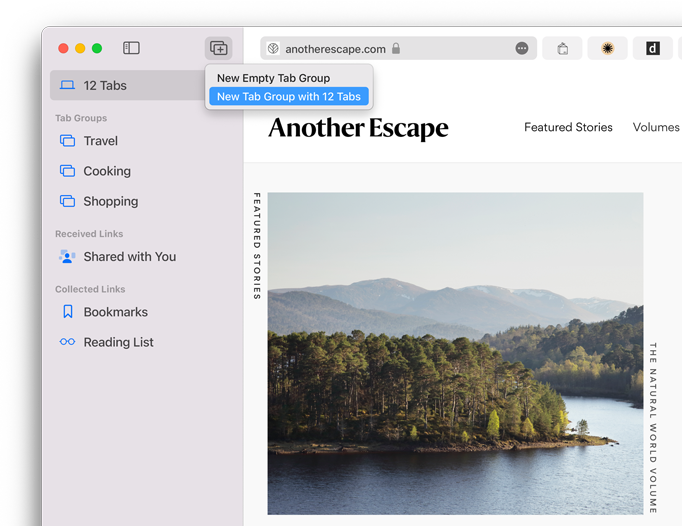 anotherescape.com
d
12 Tabs
New Empty Tab Group
New Tab Group with 12 Tabs
Tab Groups
Travel
Cooking
Shopping
Received Links
Shared with You
Collected Links
Bookmarks
Reading List
Another Escape
Featured Stories
Volumes
FEATURED STORIES
THE NATURAL WORLD VOLUME